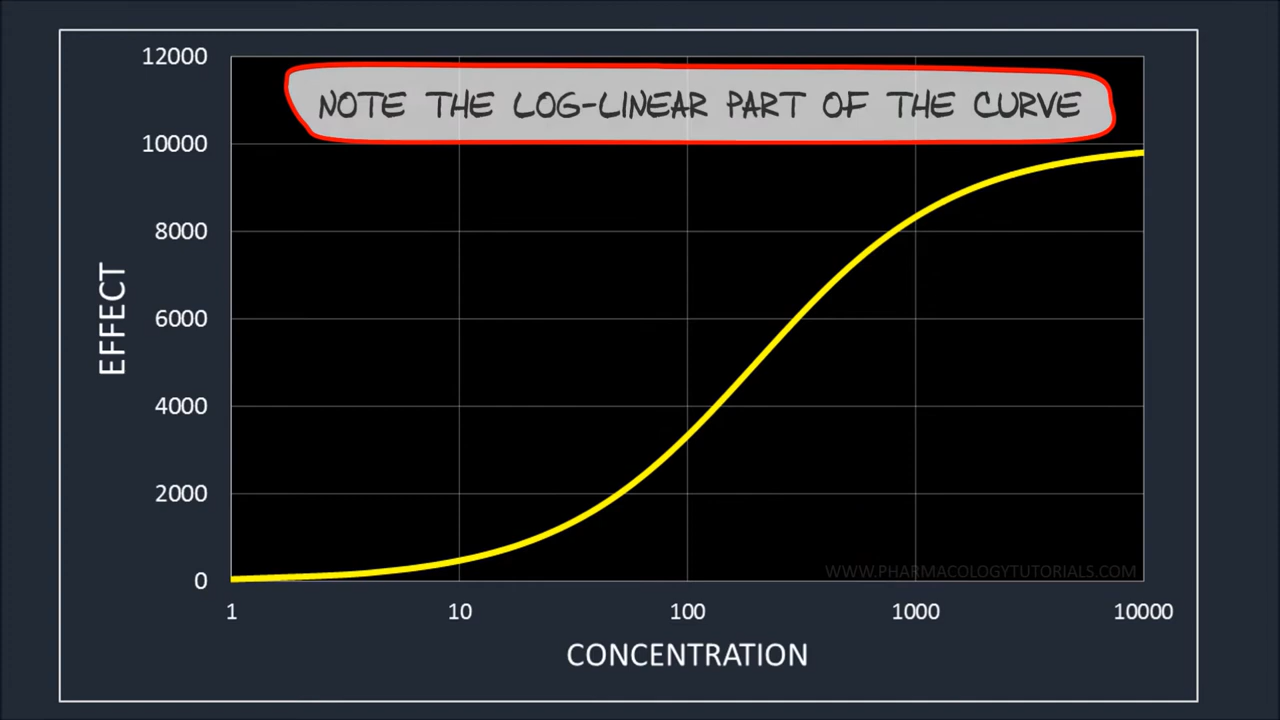 12000
NOTE THE LOG-LINEAR PART OF THE CURVE
10000
8000
EFFECT
6000
4000
2000
0
WWW.PHARMACOLOGYTUTORIALS.COM
1 10 100 1000 10000
CONCENTRATION